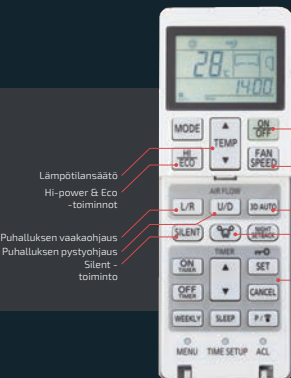 28°c
14:00
MODE
TEMP
ON
OFF
HI
ECO
FAN
SPEED
Lämpötilansäätö
Hi-power & Eco
-toiminnot
AIR FLOW
L/R
U/D
3D AUTO
Puhalluksen vaakaohjaus
Puhalluksen pystyohjaus
Silent -
toiminto
SILENT
NIGHT
SETBACK
TIMER
ON
TIMER
SET
OFF
TIMER
CANCEL
WEEKLY
SLEEP
P/
MENU
TIME SETUP
ACL